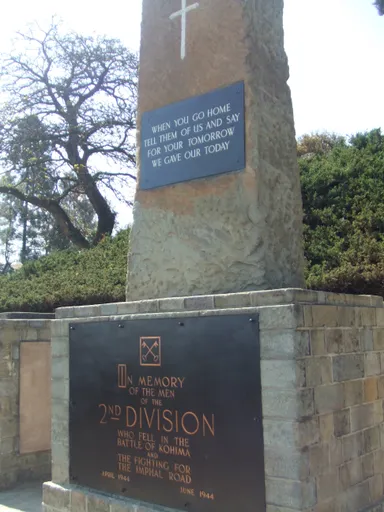 WHEN YOU GO HOME
TELL THEM OF US AND SAY
FOR YOUR TOMORROW
WE GAVE OUR TODAY
IN MEMORY
OF THE MEN
OF THE
2ND DIVISION
WHO FELL IN THE
BATTLE OF KOHIMA
AND
THE FIGHTING FOR
THE IMPHAL ROAD
APRIL 1944 JUNE 1944